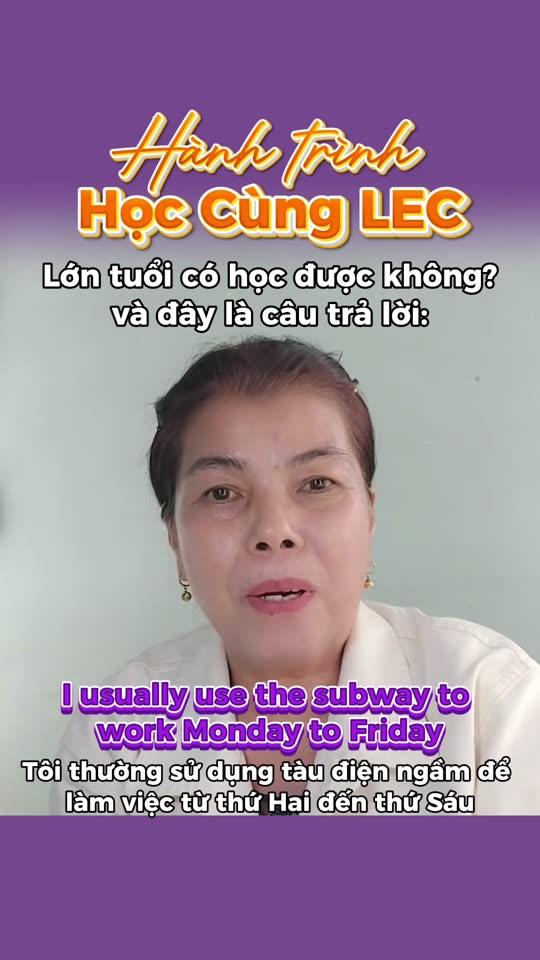 Hành trình
Học Cùng LEC
Lớn tuổi có học được không?
và đây là câu trả lời:
I usually use the subway to
work Monday to Friday
Tôi thường sử dụng tàu điện ngầm để
làm việc từ thứ Hai đến thứ Sáu